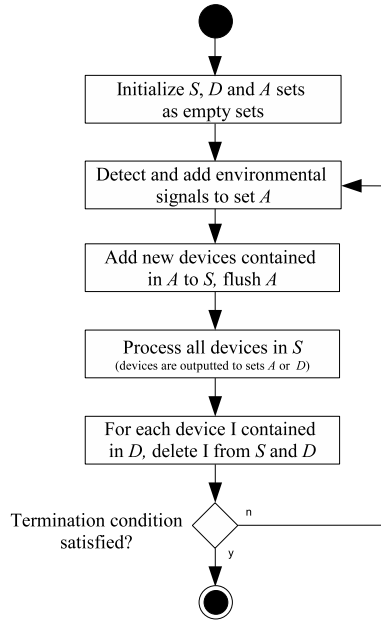 Initialize S, D and A sets
as empty sets
Detect and add environmental
signals to set A
Add new devices contained
in A to S, flush A
Process all devices in S
(devices are outputted to sets A or D)
For each device I contained
in D, delete I from S and D
Termination condition
satisfied?
n
y